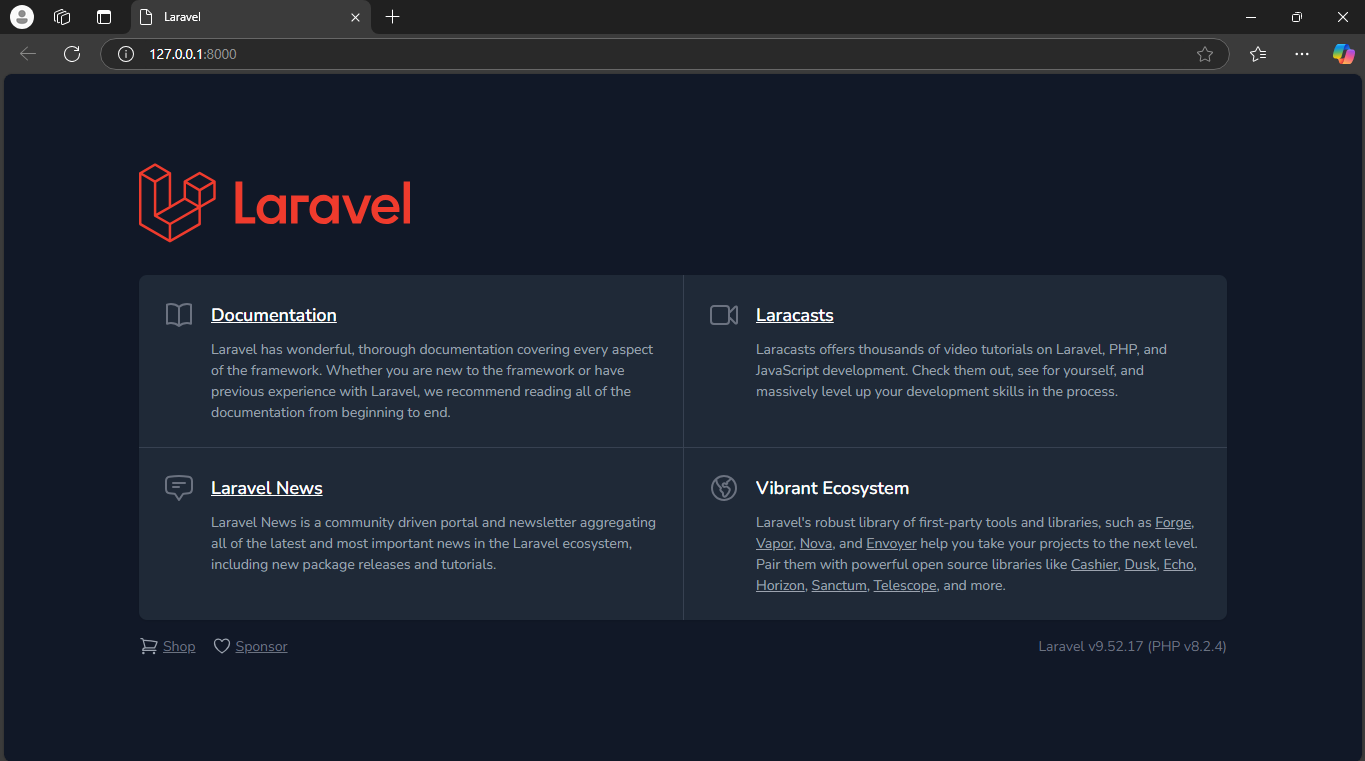 Laravel
127.0.0.1:8000
Laravel
Documentation
Laravel has wonderful, thorough documentation covering every aspect
of the framework. Whether you are new to the framework or have
previous experience with Laravel, we recommend reading all of the
documentation from beginning to end.
Laracasts
Laracasts offers thousands of video tutorials on Laravel, PHP, and
JavaScript development. Check them out, see for yourself, and
massively level up your development skills in the process.
Laravel News
Laravel News is a community driven portal and newsletter aggregating
all of the latest and most important news in the Laravel ecosystem,
including new package releases and tutorials.
Vibrant Ecosystem
Laravel's robust library of first-party tools and libraries, such as Forge,
Vapor, Nova, and Envoyer help you take your projects to the next level.
Pair them with powerful open source libraries like Cashier, Dusk, Echo,
Horizon, Sanctum, Telescope, and more.
Shop Sponsor
Laravel v9.52.17 (PHP v8.2.4)